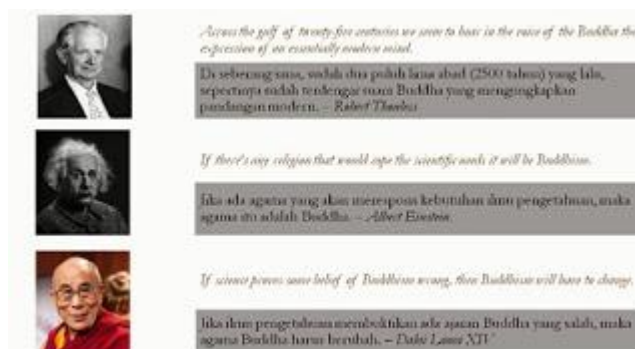 Across the gulf of twenty-five centuries we seem to hear in the voice of the Buddha the
expression of an essentially modern mind.
Di seberang sana, sudah dua puluh lima abad (2500 tahun) yang lalu,
sepertinya sudah terdengar suara Buddha yang mengungkapkan
pandangan modern. – Robert Thouless
If there's any religion that would cope the scientific needs it will be Buddhism.
Jika ada agama yang akan merespons kebutuhan ilmu pengetahuan, maka
agama itu adalah Buddha. – Albert Einstein
If science proves some belief of Buddhism wrong, then Buddhism will have to change.
Jika ilmu pengetahuan membuktikan ada ajaran Buddha yang salah, maka
agama Buddha harus berubah. – Dalai Lama XIV